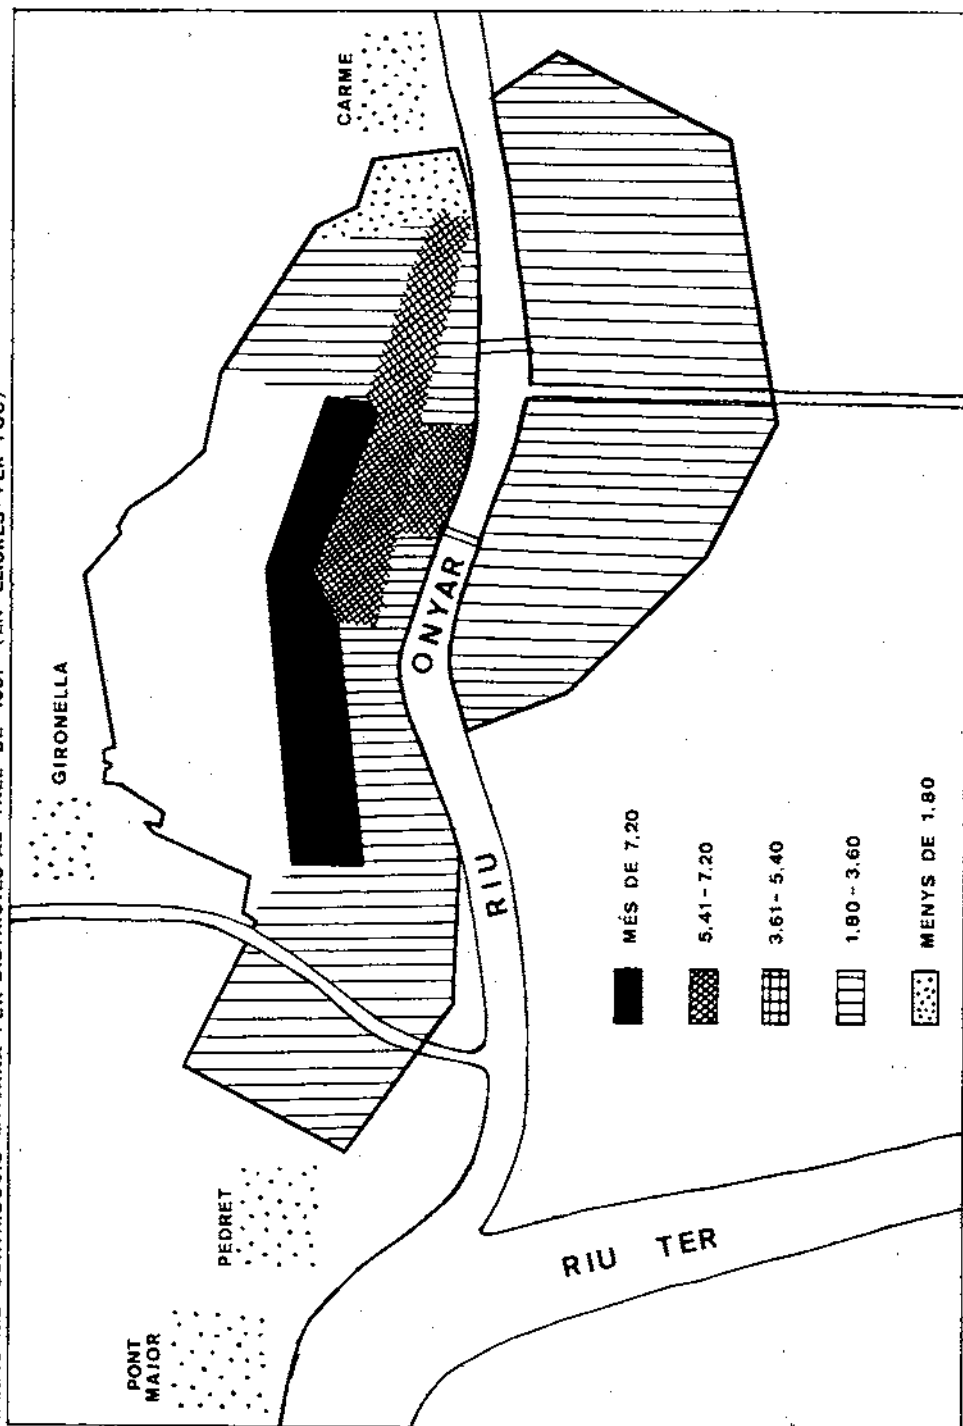 GIRONELLA
PONT
MAJOR
PEDRET
CARME
RIU ONYAR
RIU TER
MÉS DE 7.20
5.41-7.20
3.61-5.40
1.80-3.60
MENYS DE 1.80